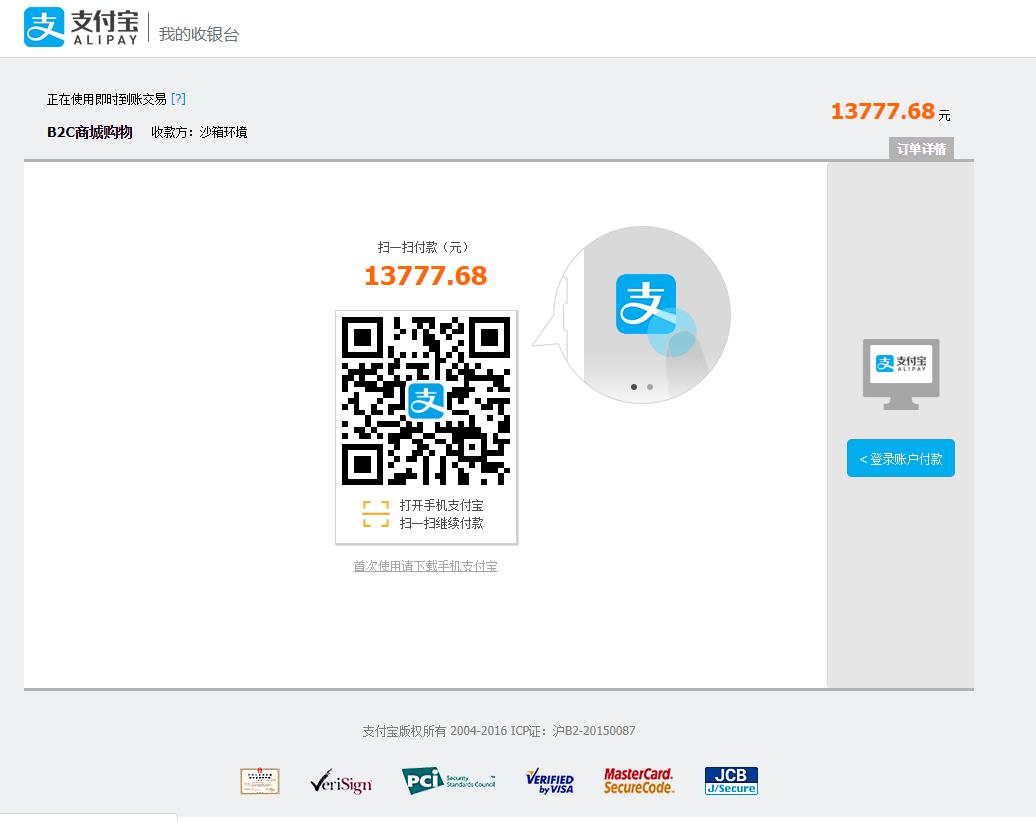 支付宝
ALIPAY
我的收银台
正在使用即时到账交易 [?]
13777.68 元
B2C商城购物 收款方：沙箱环境
订单详情
扫一扫付款（元）
13777.68
支
支
支付宝
ALIPAY
< 登录账户付款
打开手机支付宝
扫一扫继续付款
首次使用请下载手机支付宝
支付宝版权所有 2004-2016 ICP证：沪B2-20150087
VeriSign
PCI Security Standards Council
VERIFIED by VISA
MasterCard. SecureCode.
JCB J/Secure